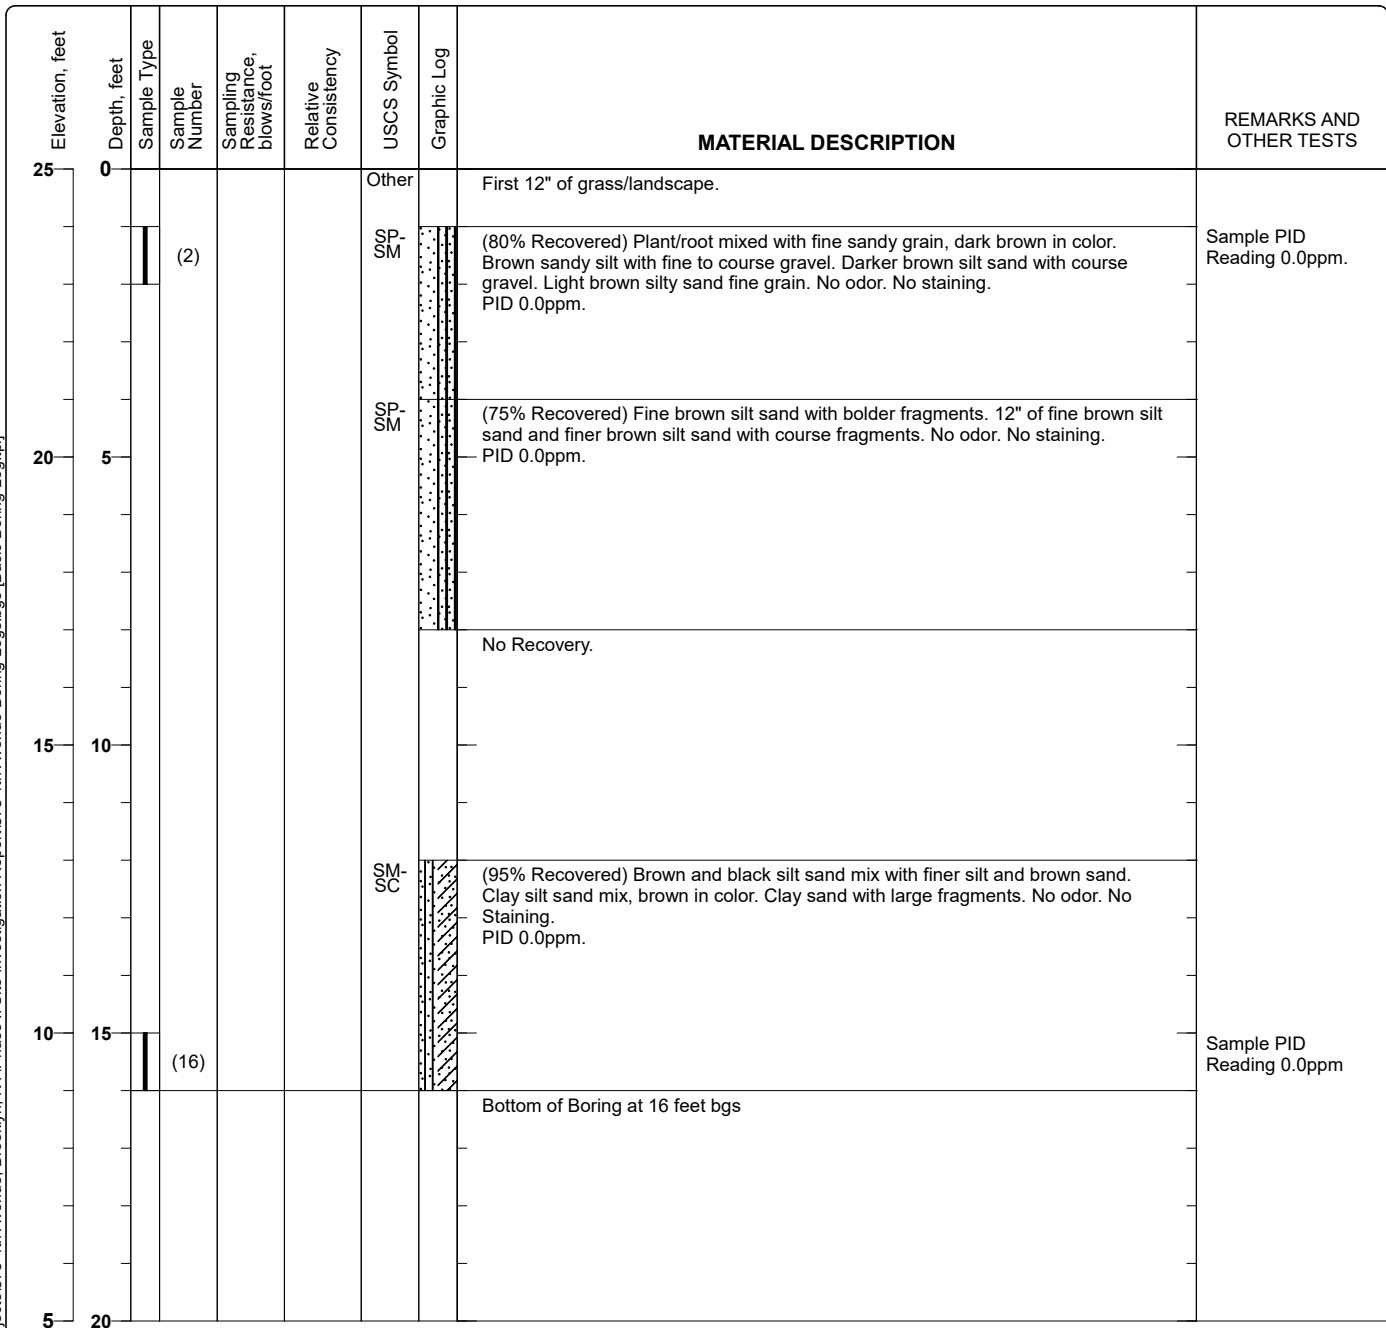 Elevation, feet
Depth, feet
Sample Type
Sample
Number
Sampling
Resistance,
blows/foot
Relative
Consistency
USCS Symbol
Graphic Log
MATERIAL DESCRIPTION
REMARKS AND
OTHER TESTS
25 0
Other
First 12" of grass/landscape.
(2)
SP-
SM
(80% Recovered) Plant/root mixed with fine sandy grain, dark brown in color.
Brown sandy silt with fine to course gravel. Darker brown silt sand with course
gravel. Light brown silty sand fine grain. No odor. No staining.
PID 0.0ppm.
Sample PID
Reading 0.0ppm.
SP-
SM
(75% Recovered) Fine brown silt sand with bolder fragments. 12" of fine brown silt
sand and finer brown silt sand with course fragments. No odor. No staining.
PID 0.0ppm.
20 5
No Recovery.
15 10
SM-
SC
(95% Recovered) Brown and black silt sand mix with finer silt and brown sand.
Clay silt sand mix, brown in color. Clay sand with large fragments. No odor. No
Staining.
PID 0.0ppm.
10 15
(16)
Sample PID
Reading 0.0ppm
Bottom of Boring at 16 feet bgs
5 20